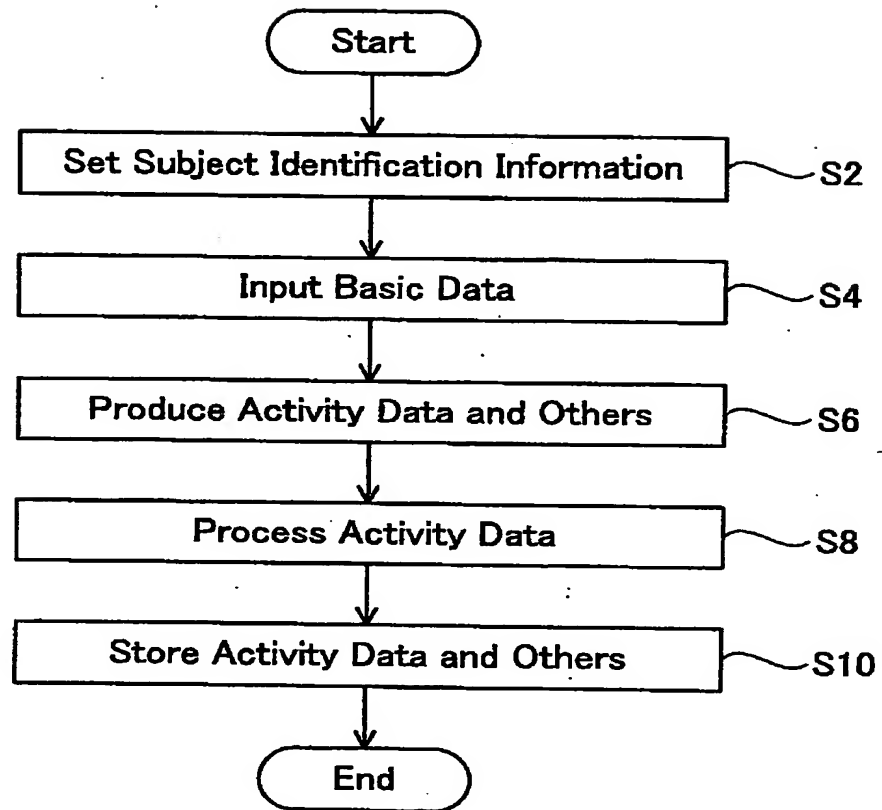 Start
Set Subject Identification Information
S2
Input Basic Data
S4
Produce Activity Data and Others
S6
Process Activity Data
S8
Store Activity Data and Others
S10
End